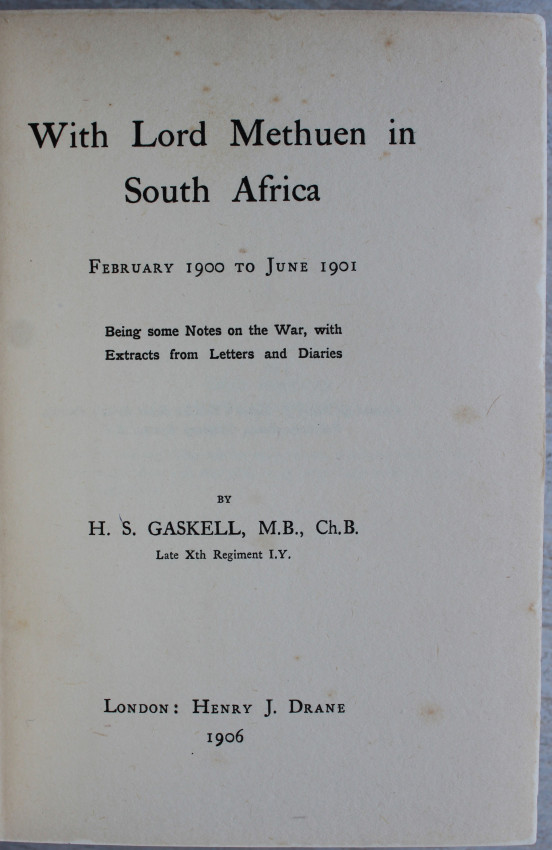 With Lord Methuen in
South Africa
February 1900 to June 1901
Being some Notes on the War, with
Extracts from Letters and Diaries
BY
H. S. GASKELL, M.B., Ch.B.
Late Xth Regiment I.Y.
London: Henry J. Drane
1906